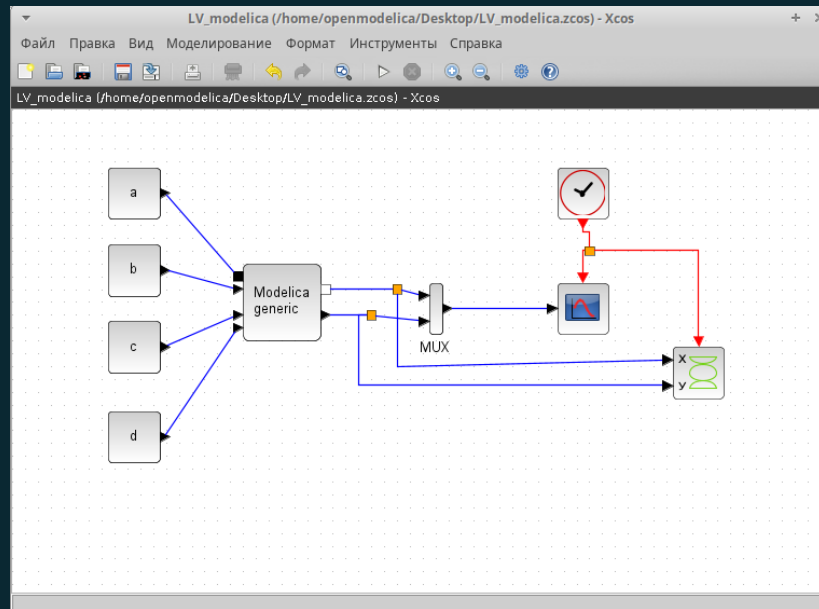 LV_modelica (/home/openmodelica/Desktop/LV_modelica.zcos) - Xcos
Файл Правка Вид Моделирование Формат Инструменты Справка
LV_modelica (/home/openmodelica/Desktop/LV_modelica.zcos) - Xcos
a
b
Modelica
generic
c
MUX
X
y
d